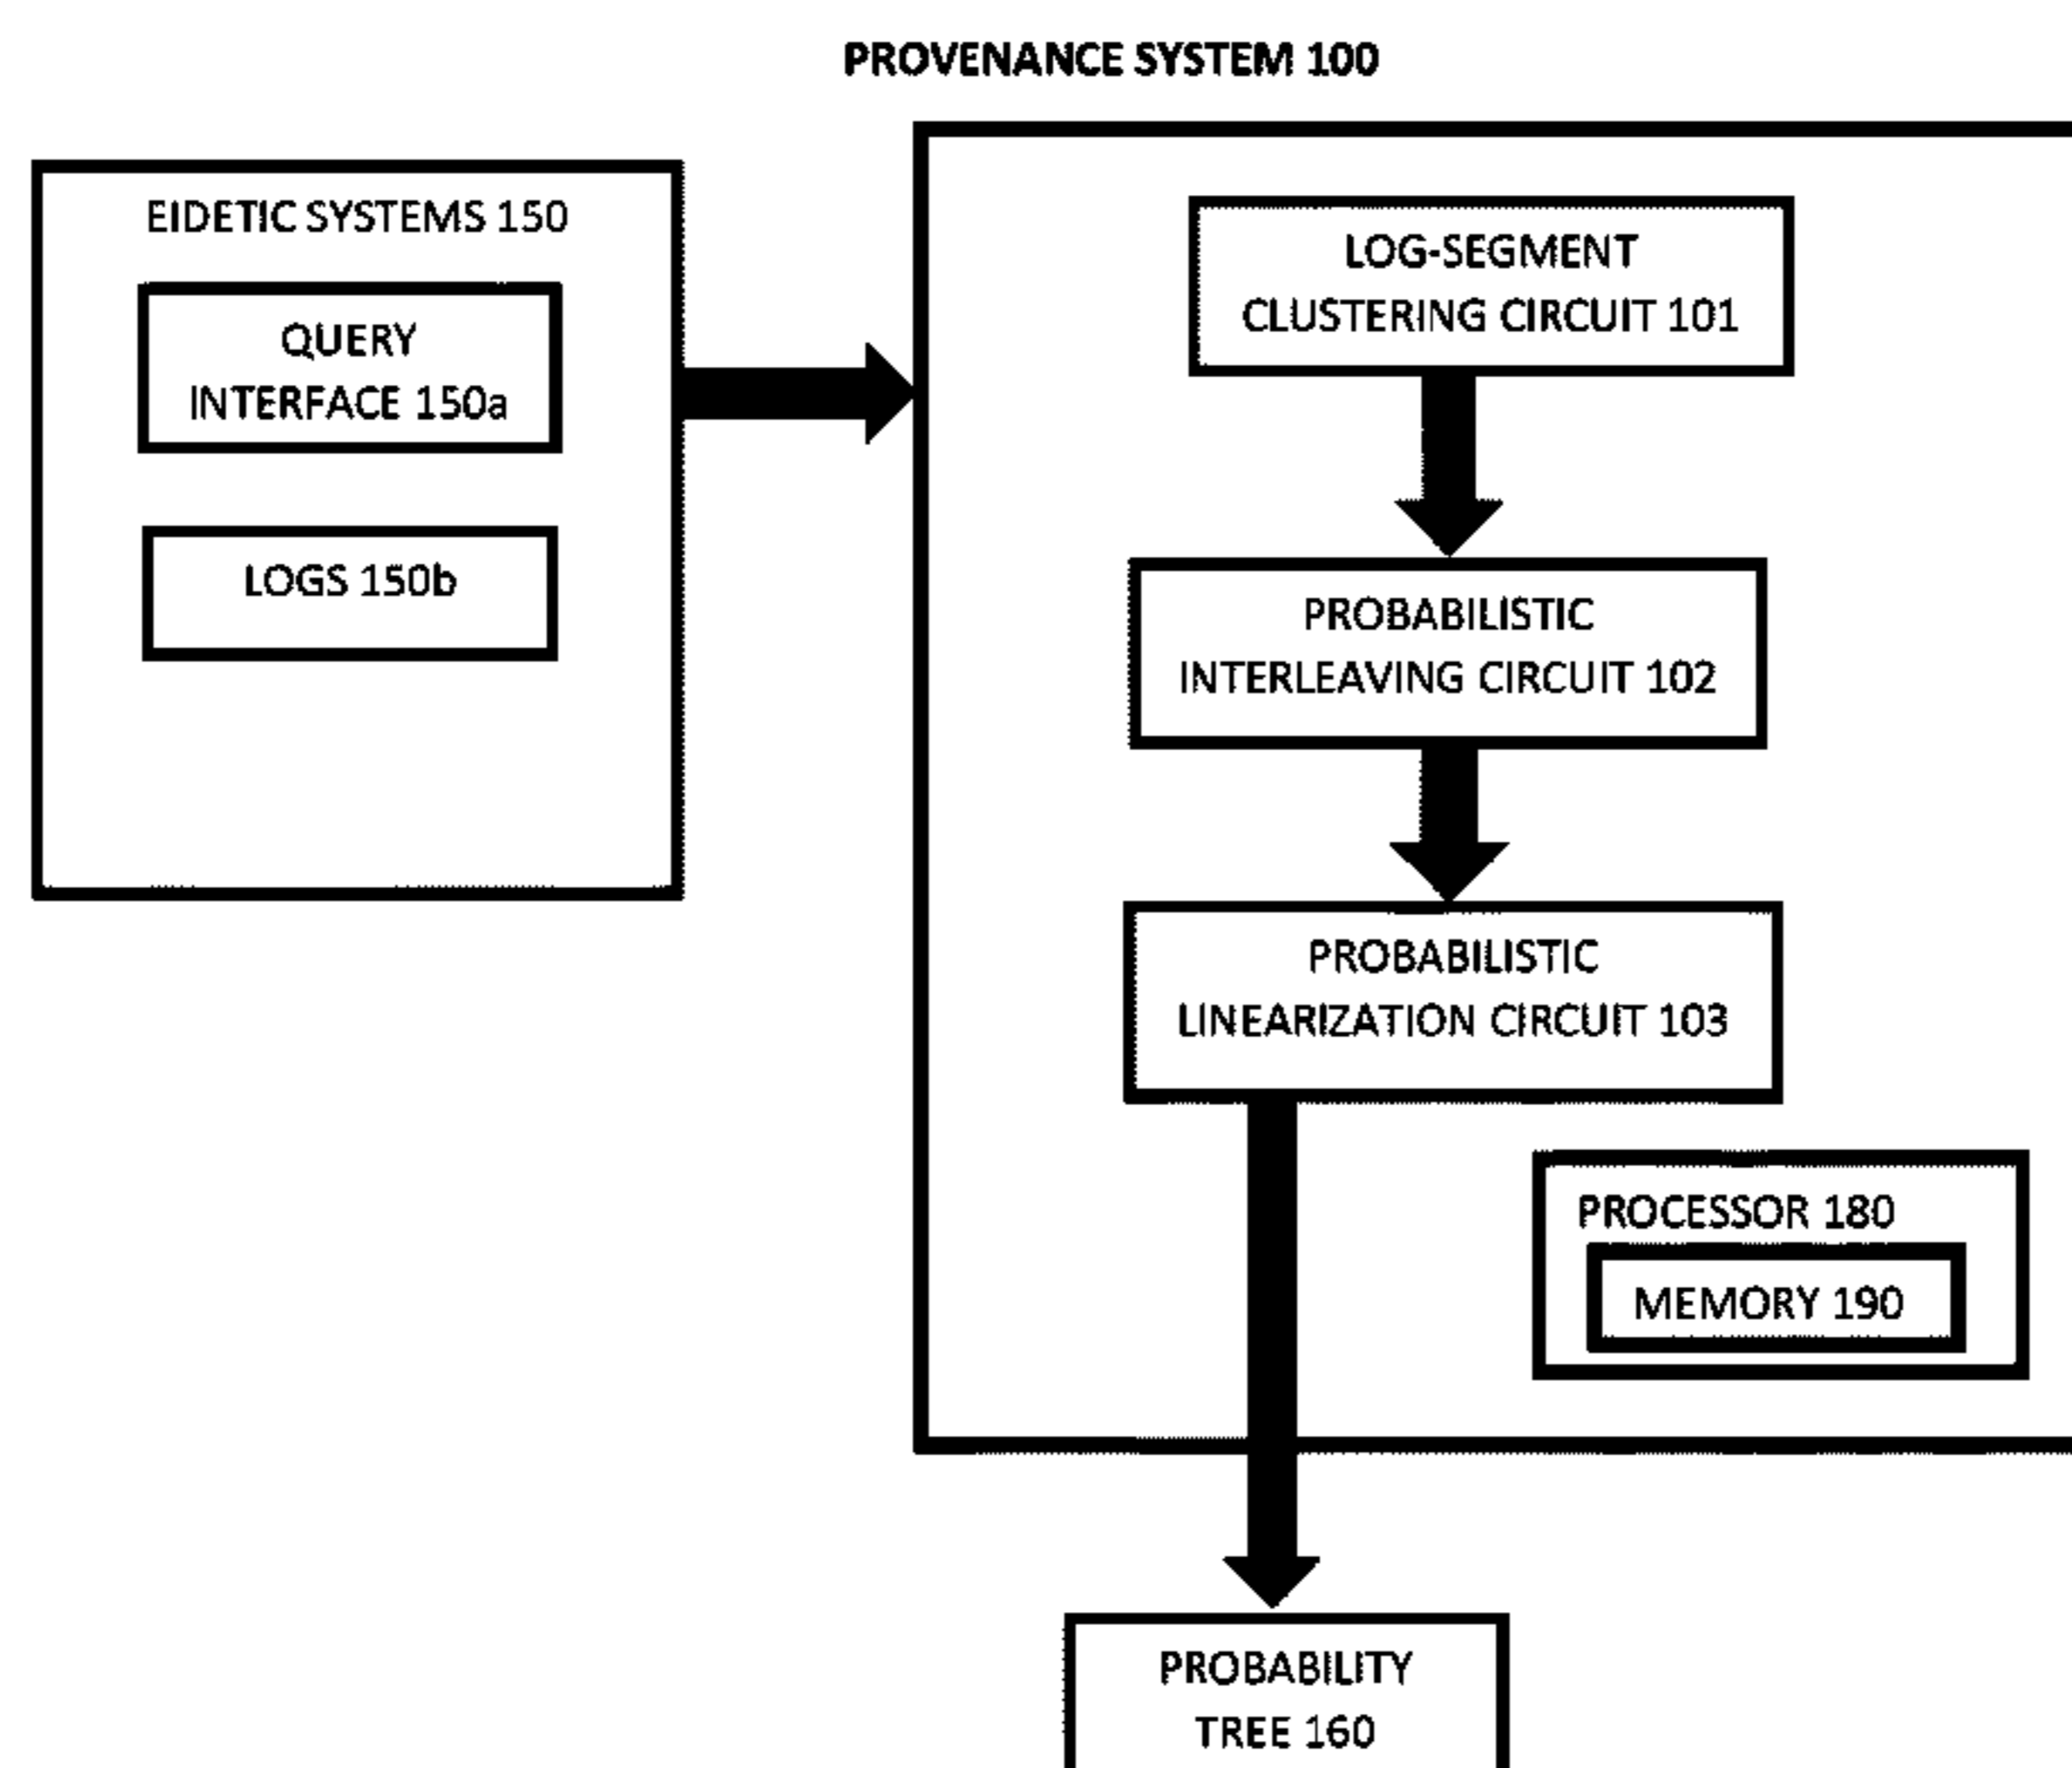 PROVENANCE SYSTEM 100
EIDETIC SYSTEMS 150
QUERY
INTERFACE 150a
LOGS 150b
LOG-SEGMENT
CLUSTERING CIRCUIT 101
PROBABILISTIC
INTERLEAVING CIRCUIT 102
PROBABILISTIC
LINEARIZATION CIRCUIT 103
PROCESSOR 180
MEMORY 190
PROBABILITY
TREE 160